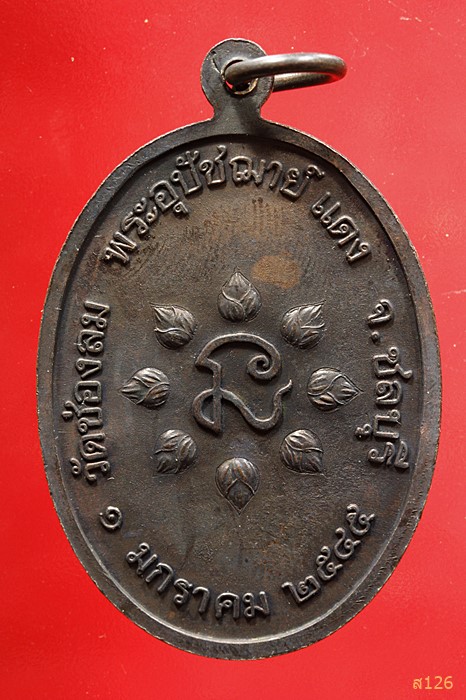 วัดช่องลม พระอุปัชฌาย์ แดง จ.ชลบุรี
๑ มกราคม ๒๕๔๕
ส126